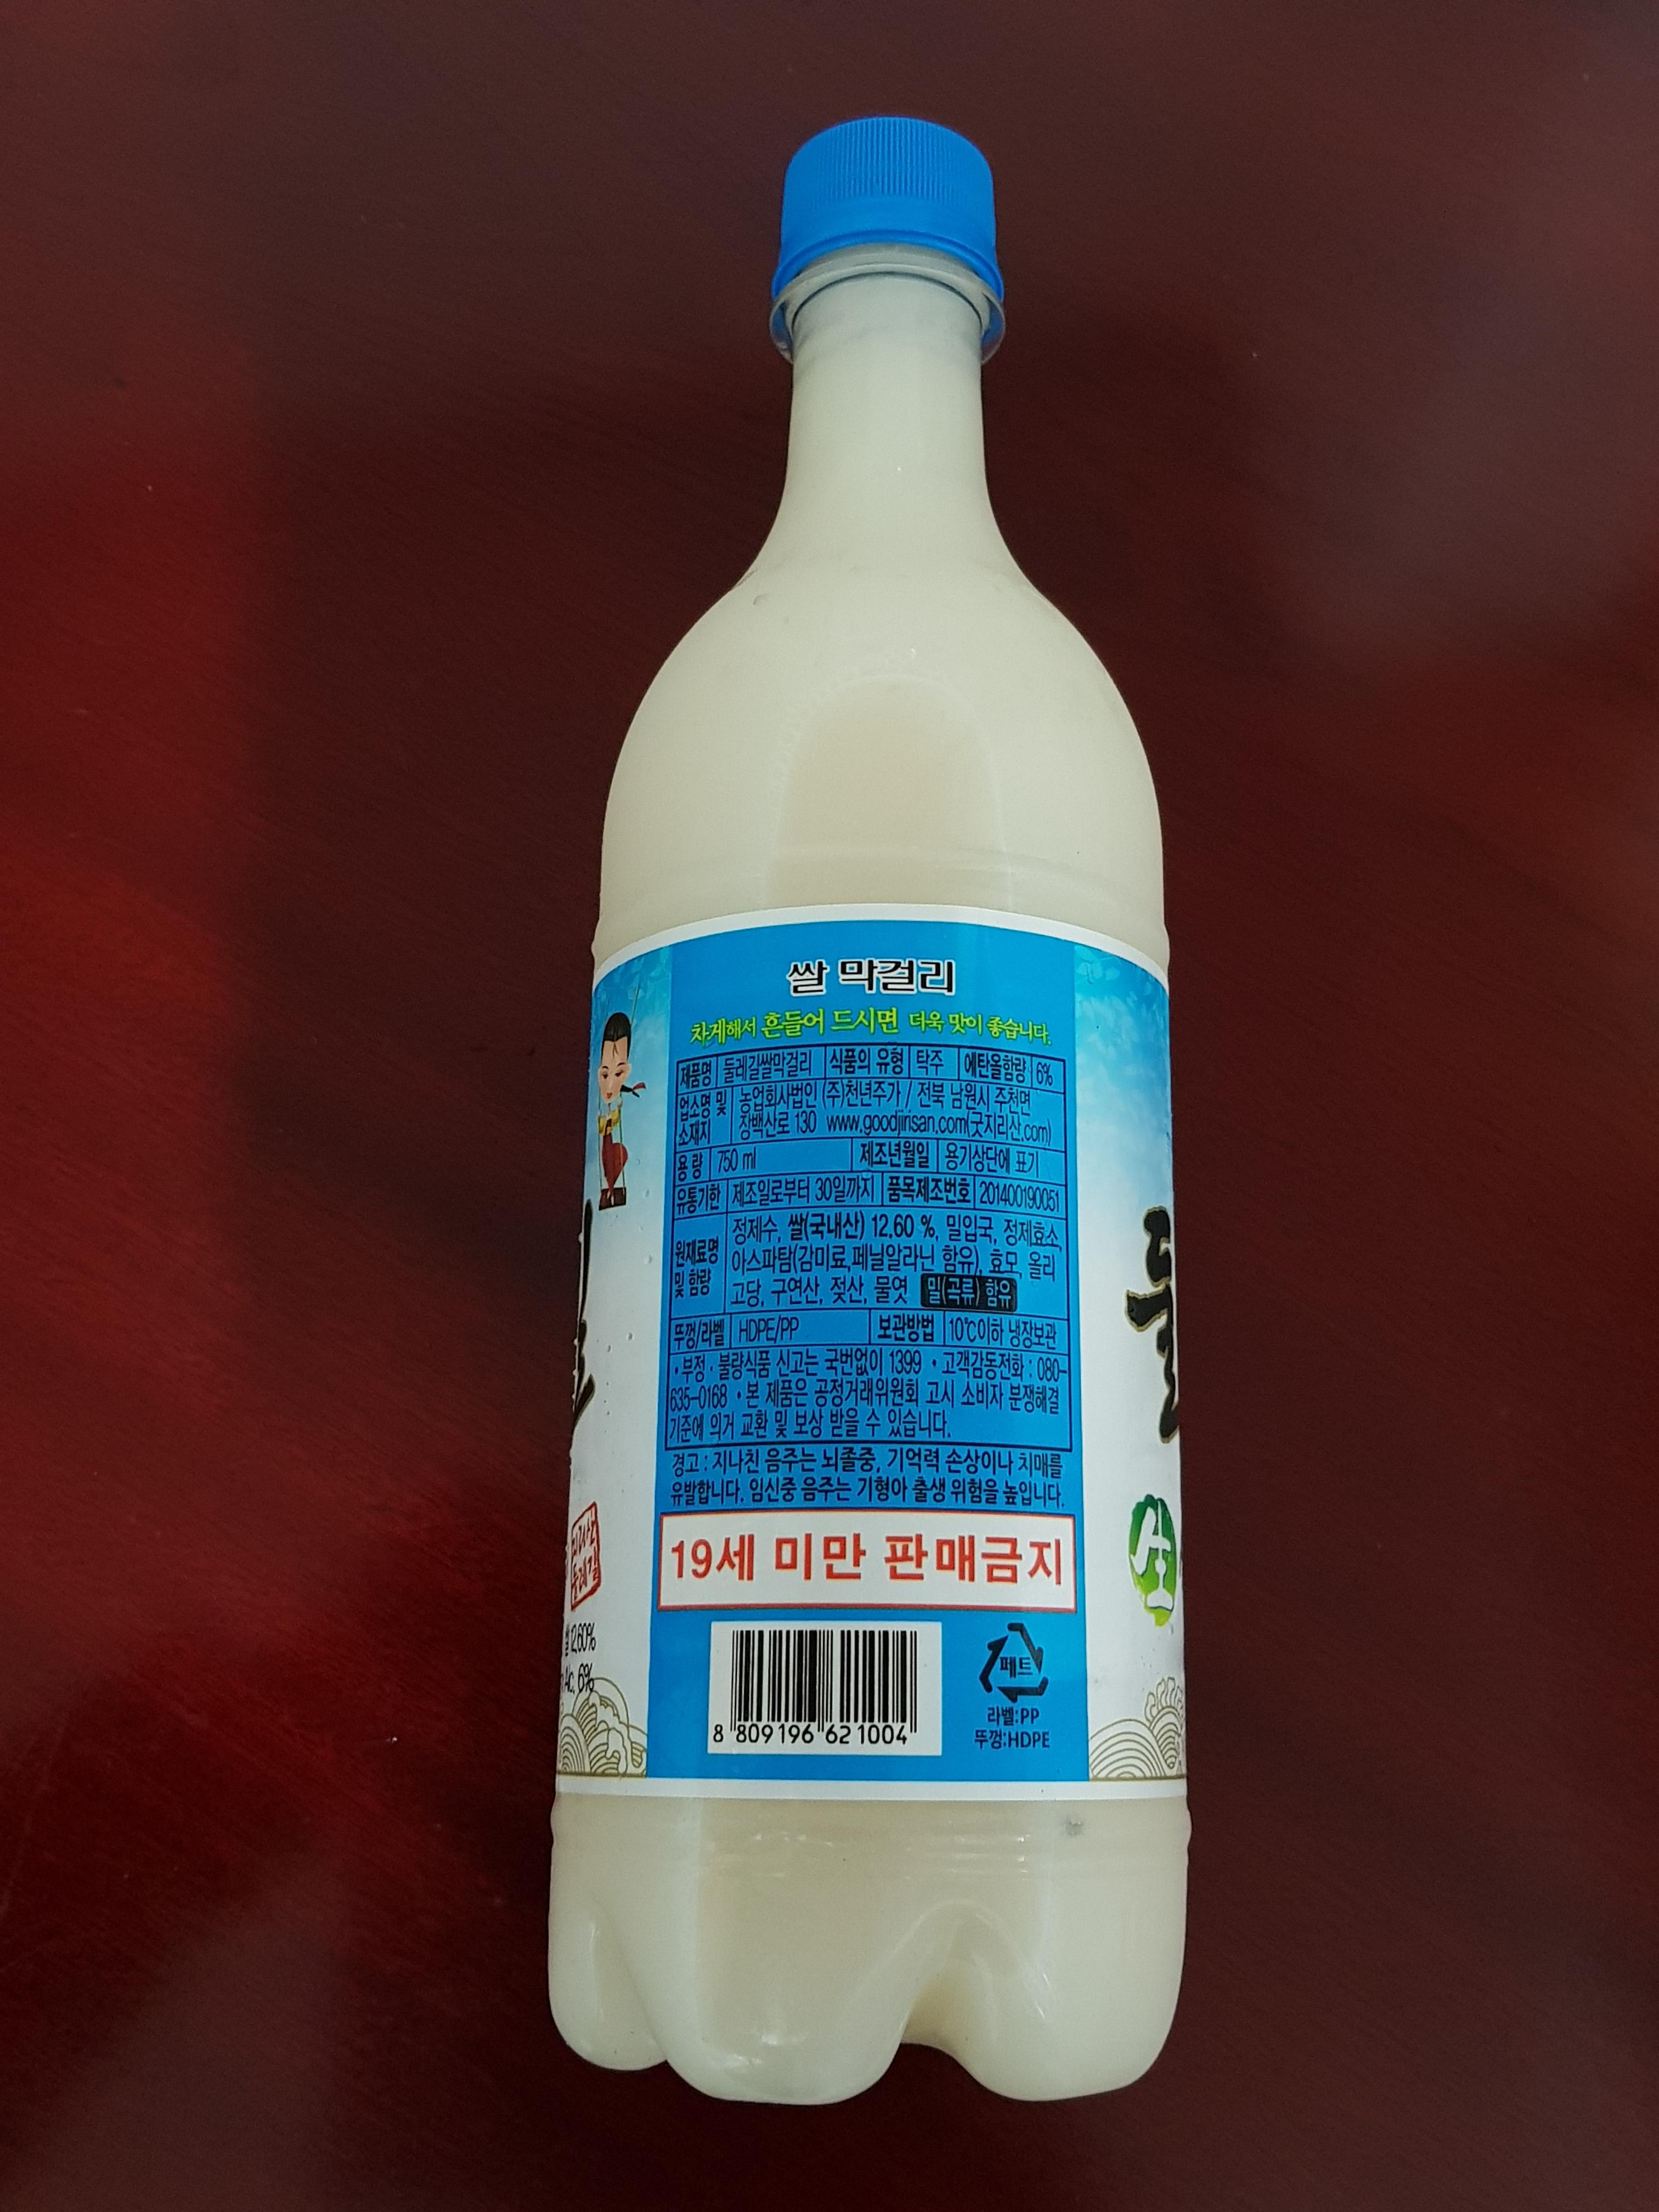 쌀 막걸리
차게해서 흔들어 드시면 더욱 맛이 좋습니다.
제품명 둘레길쌀막걸리 식품의 유형 탁주 에탄올함량 6%
업소명 및 소재지 농업회사법인 (주)천년주가 / 전북 남원시 주천면
장백산로 130 www.goodjirisan.com(굿지리산.com)
용 량 750 ml 제조년월일 용기상단에 표기
유통기한 제조일로부터 30일까지 품목제조번호 201400190051
원재료명 및 함량 정제수, 쌀(국내산) 12.60 %, 밀입국, 정제효소,
아스파탐(감미료,페닐알라닌 함유), 효모, 올리
고당, 구연산, 젖산, 물엿 밀(곡류) 함유
뚜껑/라벨 HDPE/PP 보관방법 10℃이하 냉장보관
• 부정 · 불량식품 신고는 국번없이 1399 • 고객감동전화 : 080-
635-0168 • 본 제품은 공정거래위원회 고시 소비자 분쟁해결
기준에 의거 교환 및 보상 받을 수 있습니다.
경고 : 지나친 음주는 뇌졸중, 기억력 손상이나 치매를
유발합니다. 임신중 음주는 기형아 출생 위험을 높입니다.
19세 미만 판매금지
8 809196 621004
페트
라벨:PP
뚜껑:HDPE
둘
生
지리산
둘레길
쌀 12.60%
Alc. 6%